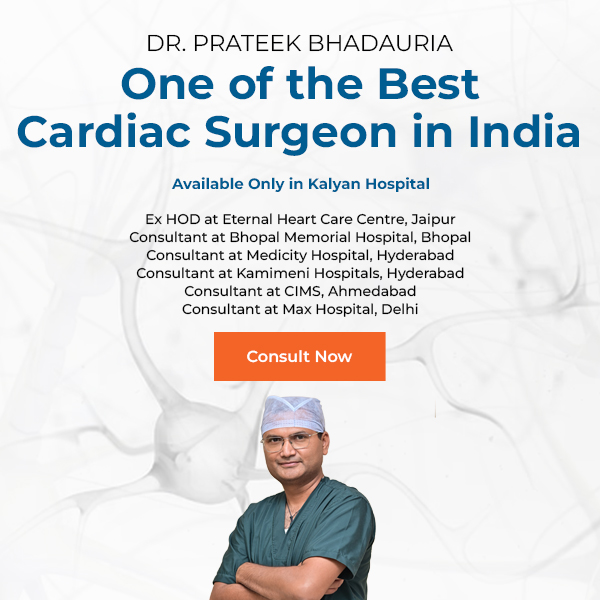 DR. PRATEEK BHADAURIA
One of the Best
Cardiac Surgeon in India
Available Only in Kalyan Hospital
Ex HOD at Eternal Heart Care Centre, Jaipur
Consultant at Bhopal Memorial Hospital, Bhopal
Consultant at Medicity Hospital, Hyderabad
Consultant at Kamimeni Hospitals, Hyderabad
Consultant at CIMS, Ahmedabad
Consultant at Max Hospital, Delhi
Consult Now